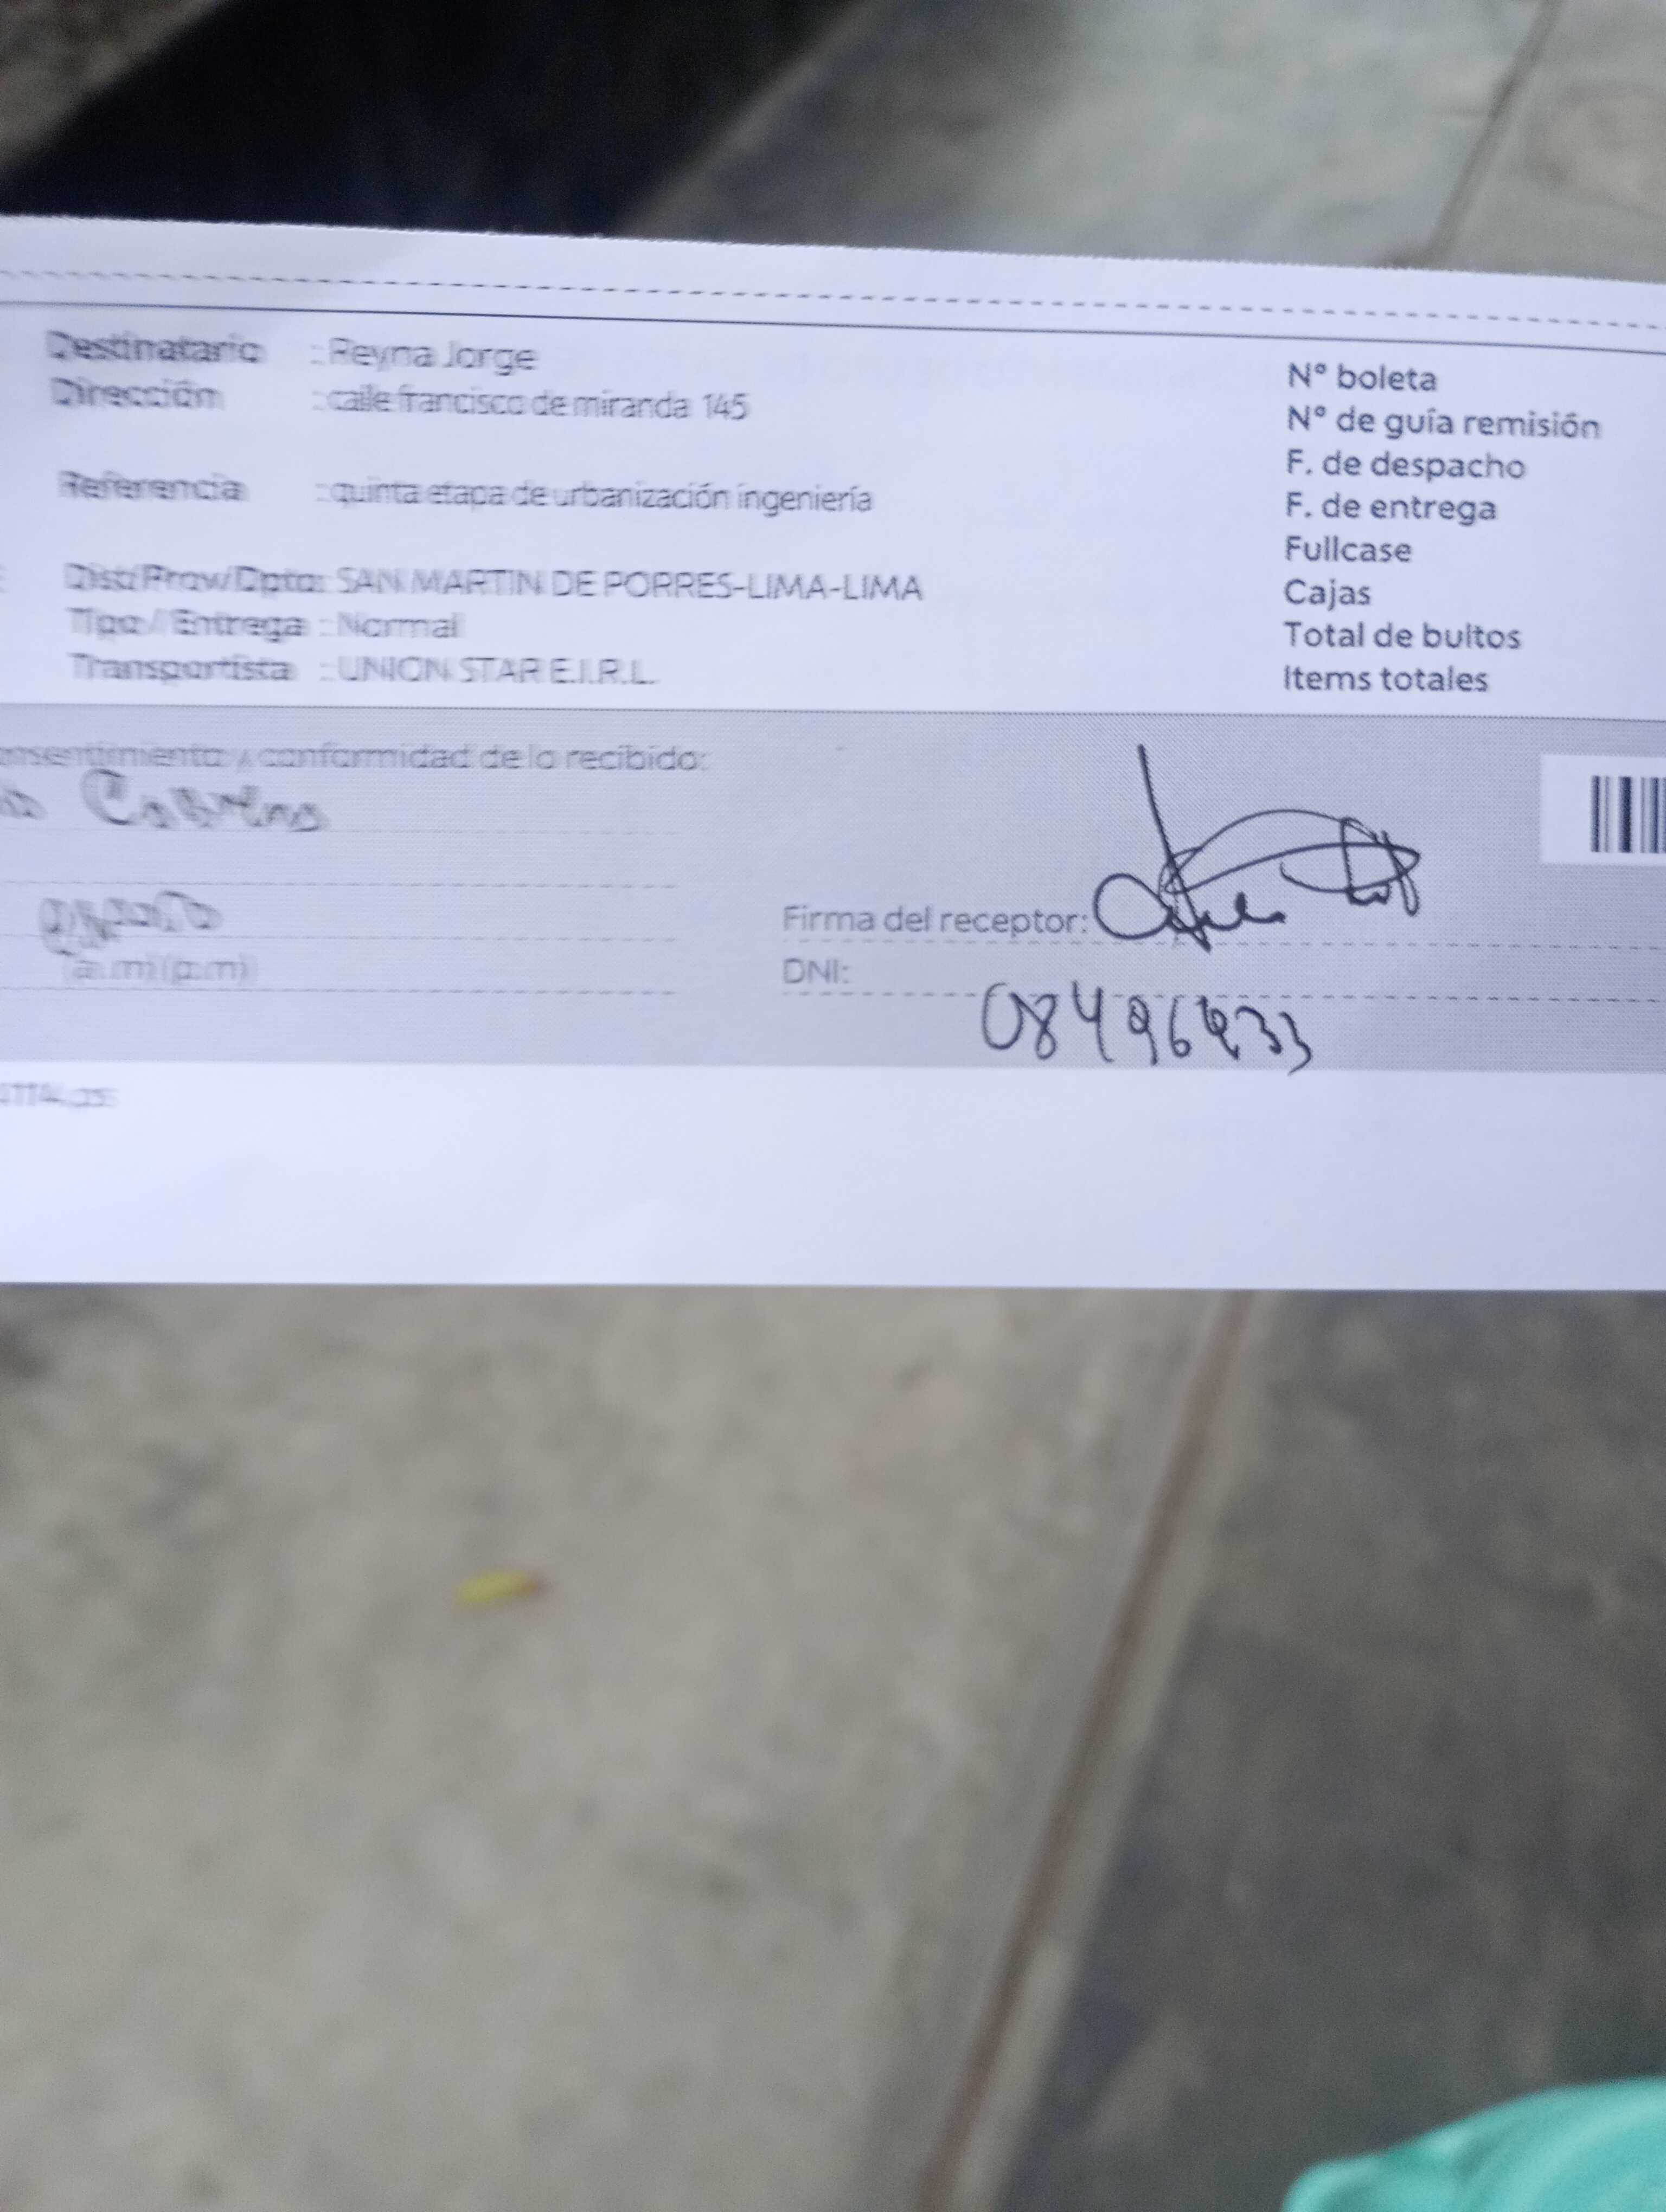 Destinatario : Reyna Jorge
Dirección : calle francisco de miranda 145
Referencia : quinta etapa de urbanización ingeniería
Dist/Prov/Dpto: SAN MARTIN DE PORRES-LIMA-LIMA
Tipo / Entrega : Normal
Transportista : UNION STAR E.I.R.L.
N° boleta
N° de guía remisión
F. de despacho
F. de entrega
Fullcase
Cajas
Total de bultos
Items totales
onsentimiento y conformidad de lo recibido:
(a.m) (p.m)
Firma del receptor:
DNI: